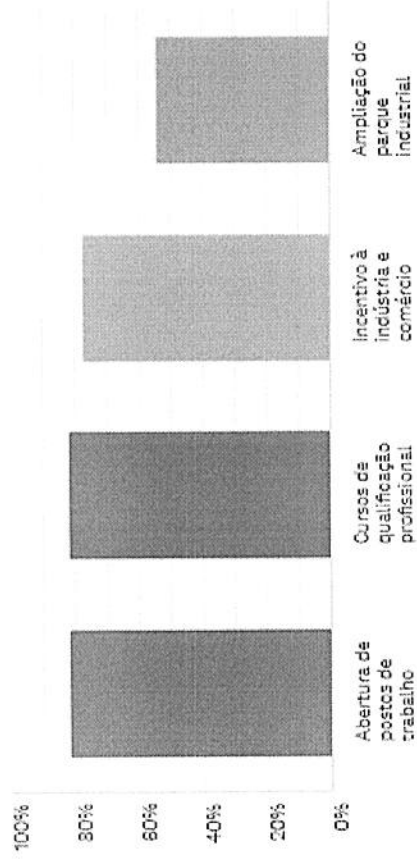 100%
80%
60%
40%
20%
0%
Abertura de
postos de
trabalho
Cursos de
qualificação
profissional
Incentivo à
indústria e
comércio
Ampliação do
parque
industrial